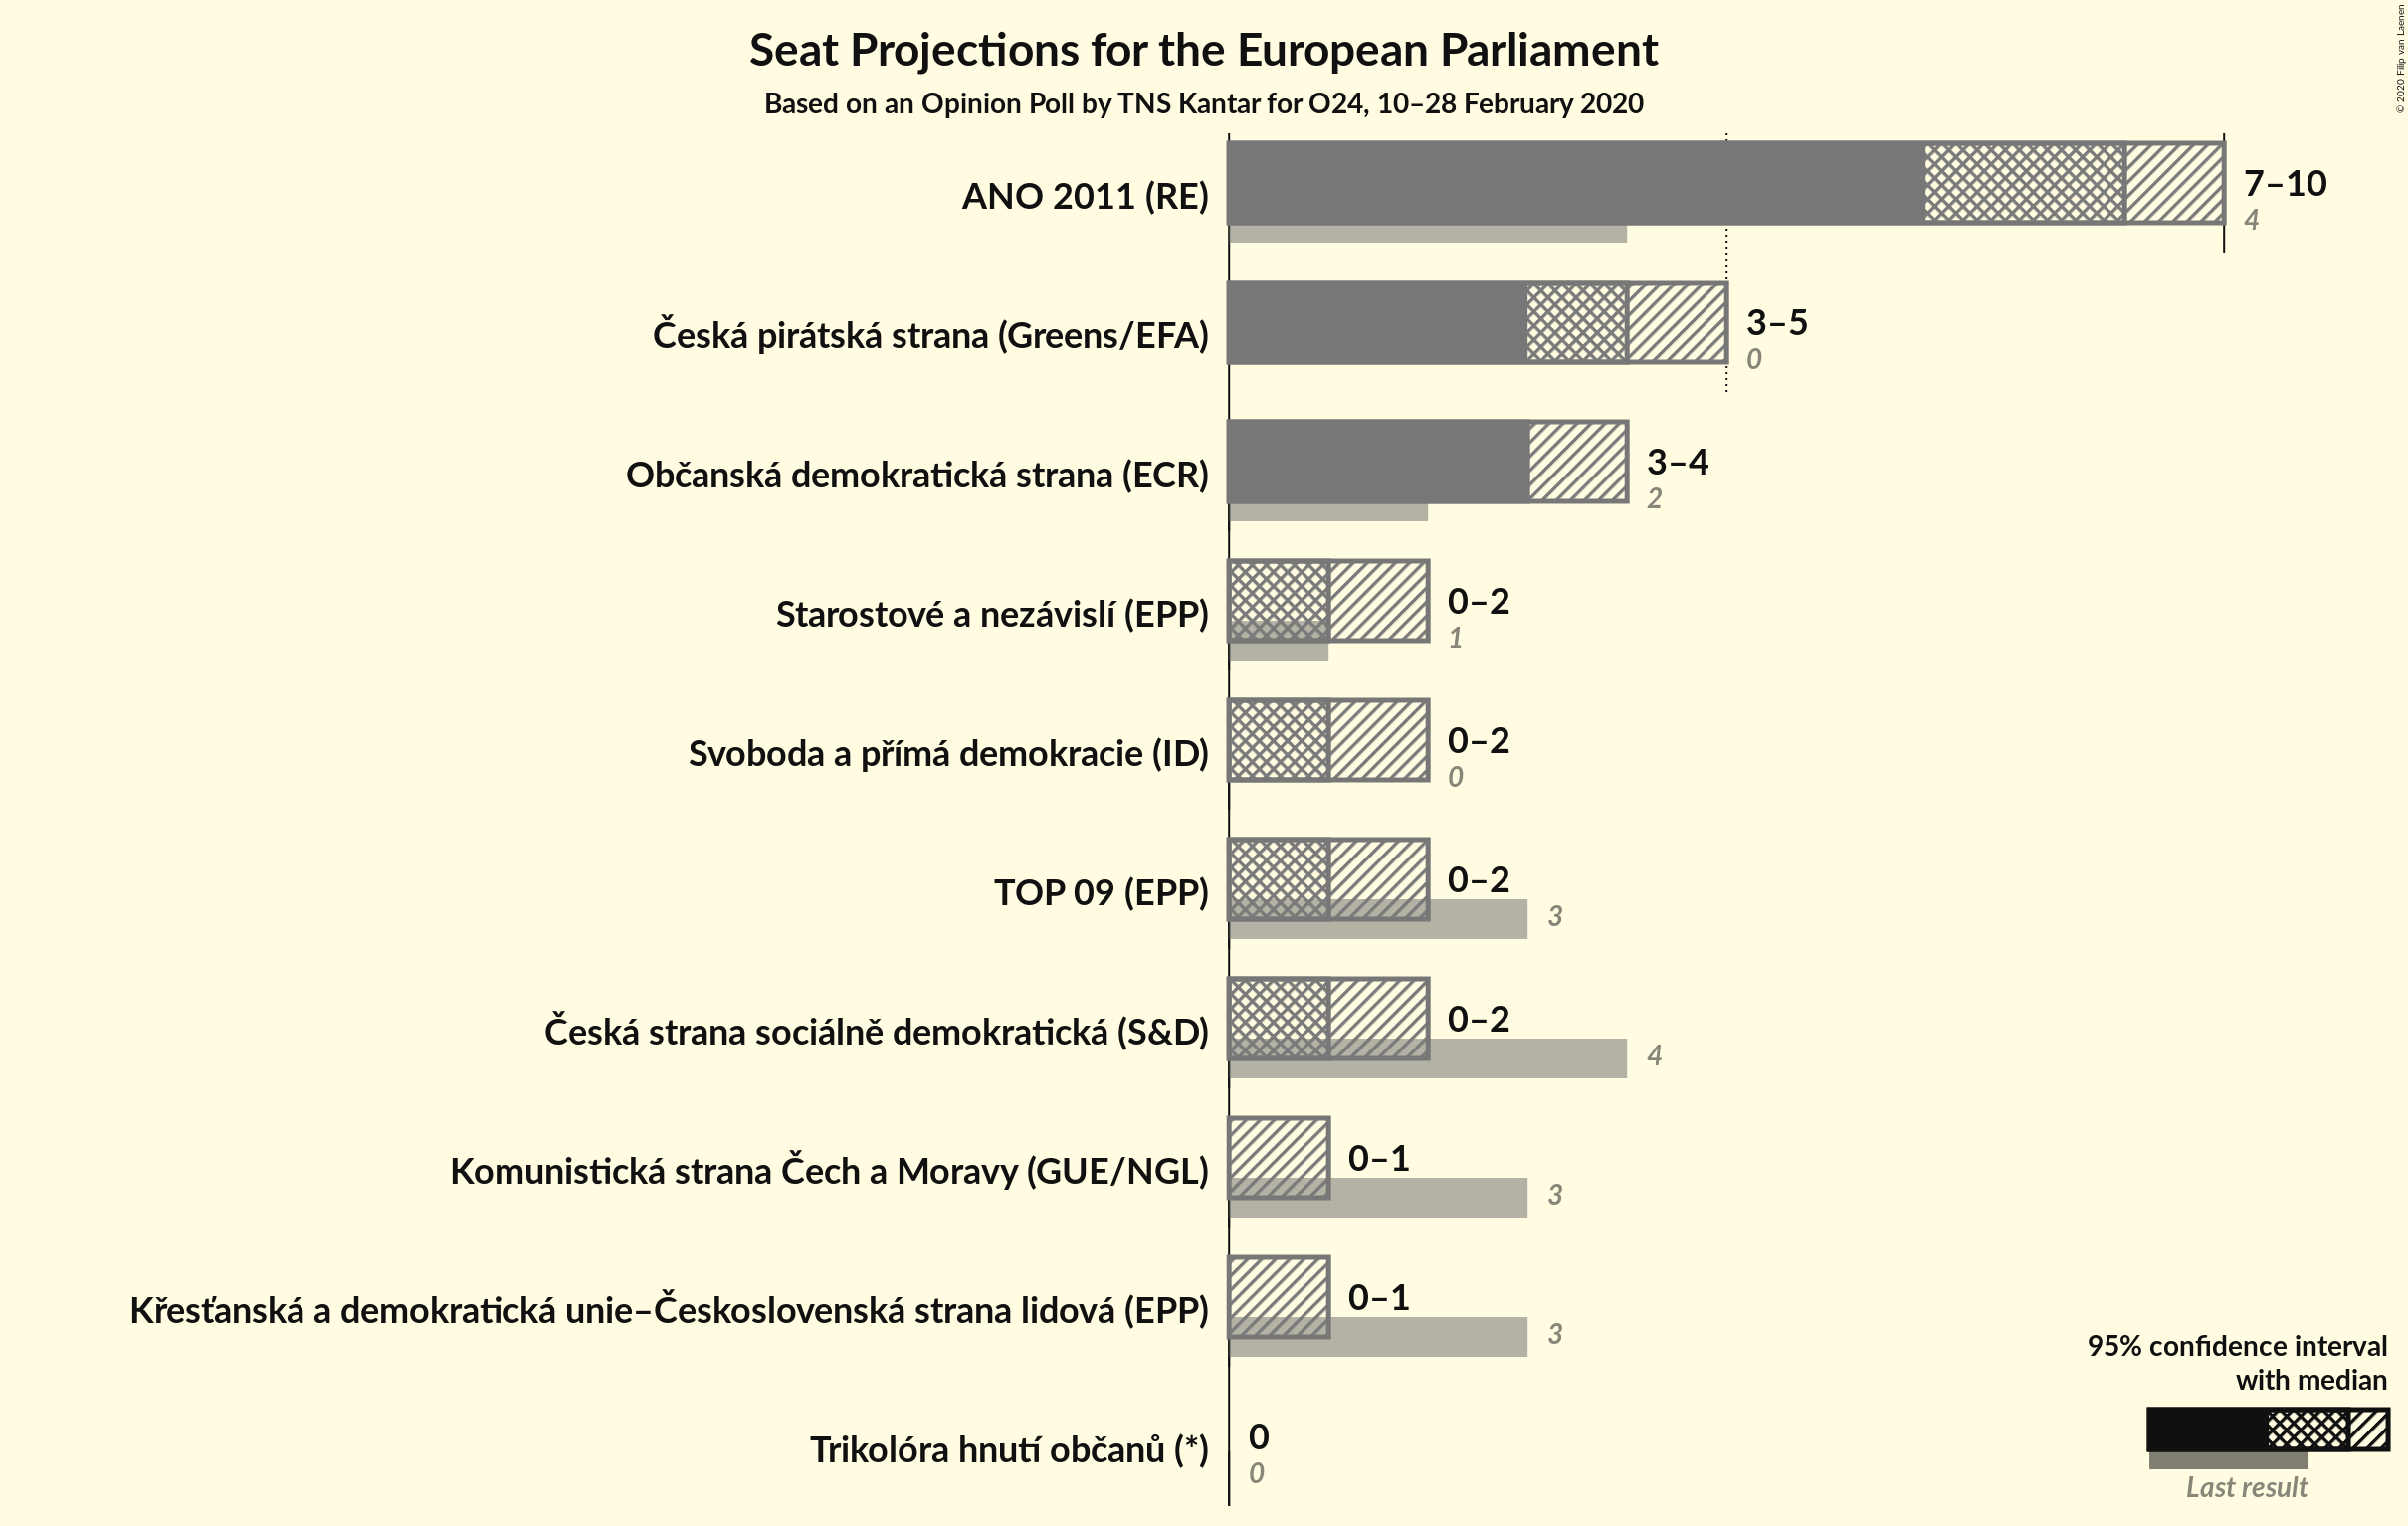 Seat Projections for the European Parliament
Based on an Opinion Poll by TNS Kantar for O24, 10–28 February 2020
© 2020 Filip van Laenen
ANO 2011 (RE)
7–10
4
Česká pirátská strana (Greens/EFA)
3–5
0
Občanská demokratická strana (ECR)
3–4
2
Starostové a nezávislí (EPP)
0–2
1
Svoboda a přímá demokracie (ID)
0–2
0
TOP 09 (EPP)
0–2
3
Česká strana sociálně demokratická (S&D)
0–2
4
Komunistická strana Čech a Moravy (GUE/NGL)
0–1
3
Křesťanská a demokratická unie–Československá strana lidová (EPP)
0–1
3
Trikolóra hnutí občanů (*)
0
0
95% confidence interval
with median
Last result